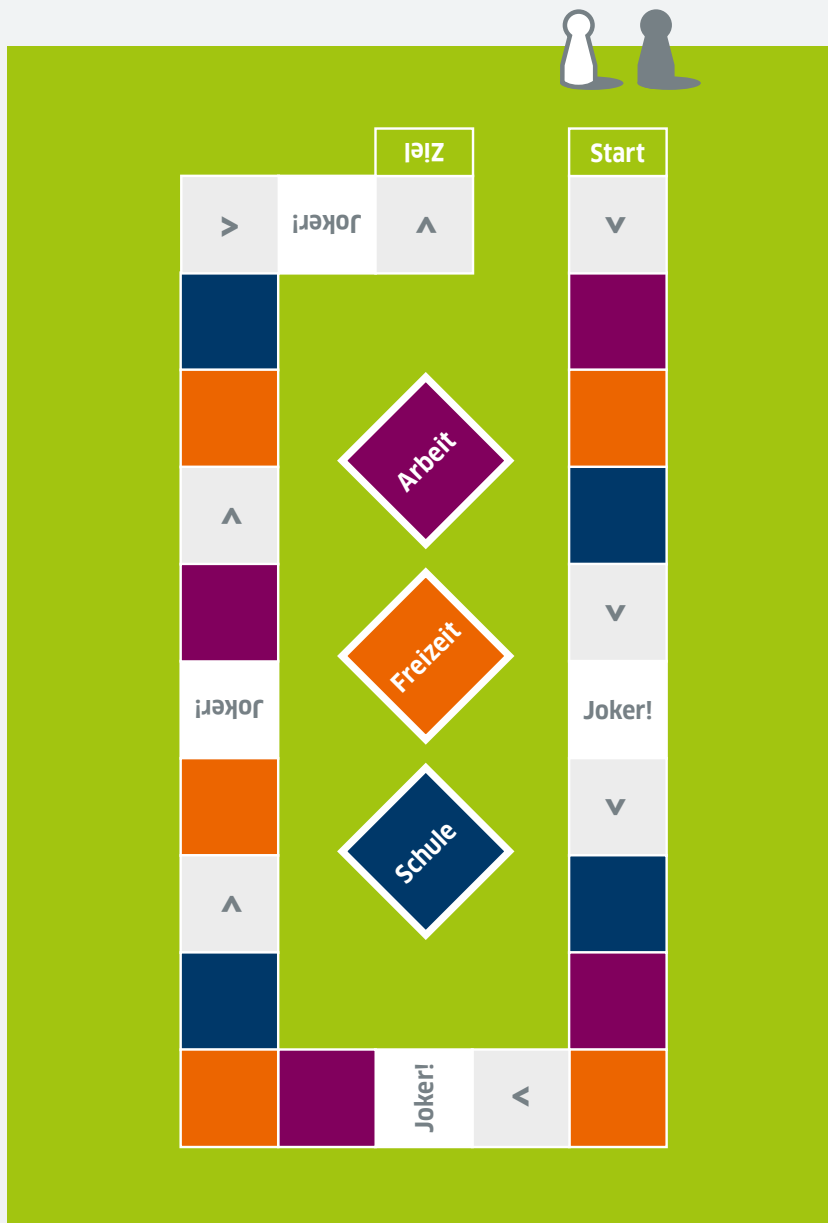 Ziel
Start
>
Joker!
^
v
Arbeit
^
v
Freizeit
Joker!
Joker!
v
Schule
^
Joker!
<